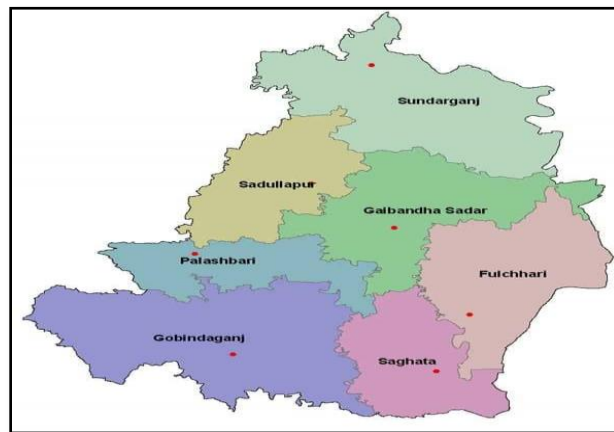 Sundarganj
Sadullapur
Gaibandha Sadar
Palashbari
Fulchhari
Gobindaganj
Saghata